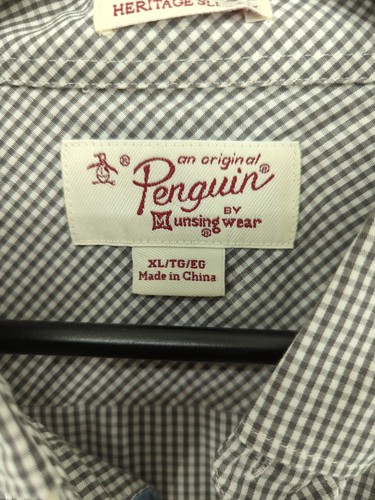 HERITAGE SL
an original
Penguin®
BY
Munsingwear®
XL/TG/EG
Made in China